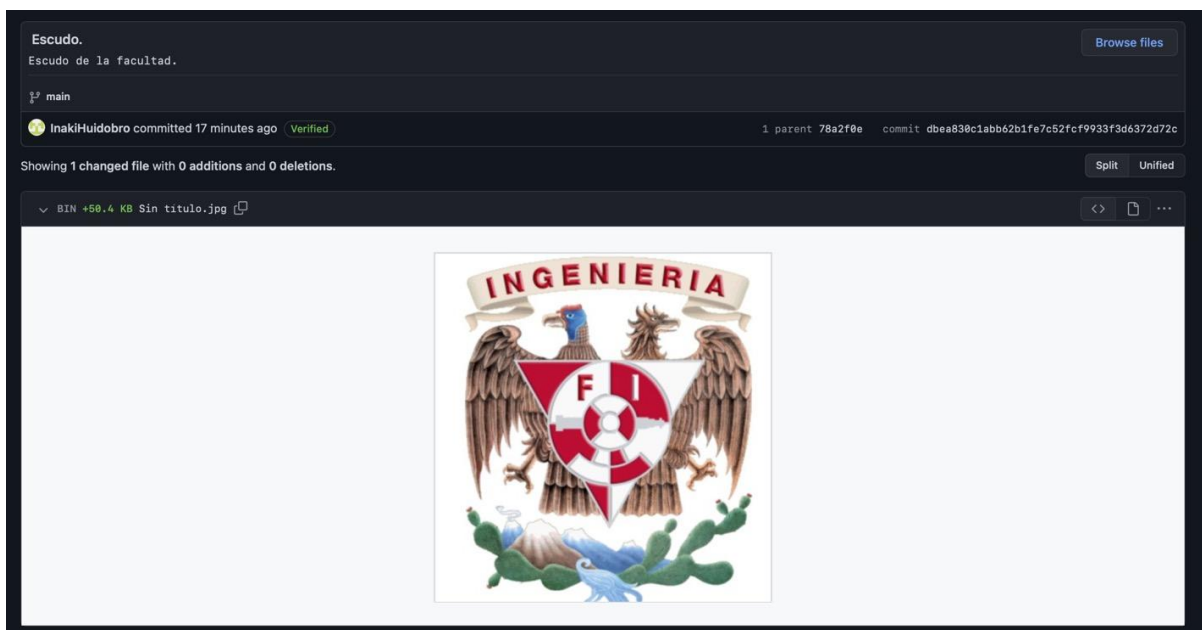 Escudo.
Browse files
Escudo de la facultad.
main
InakiHuidobro committed 17 minutes ago Verified
1 parent 78a2f0e commit dbea830c1abb62b1fe7c52fcf9933f3d6372d72c
Showing 1 changed file with 0 additions and 0 deletions.
Split Unified
BIN +50.4 KB Sin título.jpg
INGENIERIA
F I